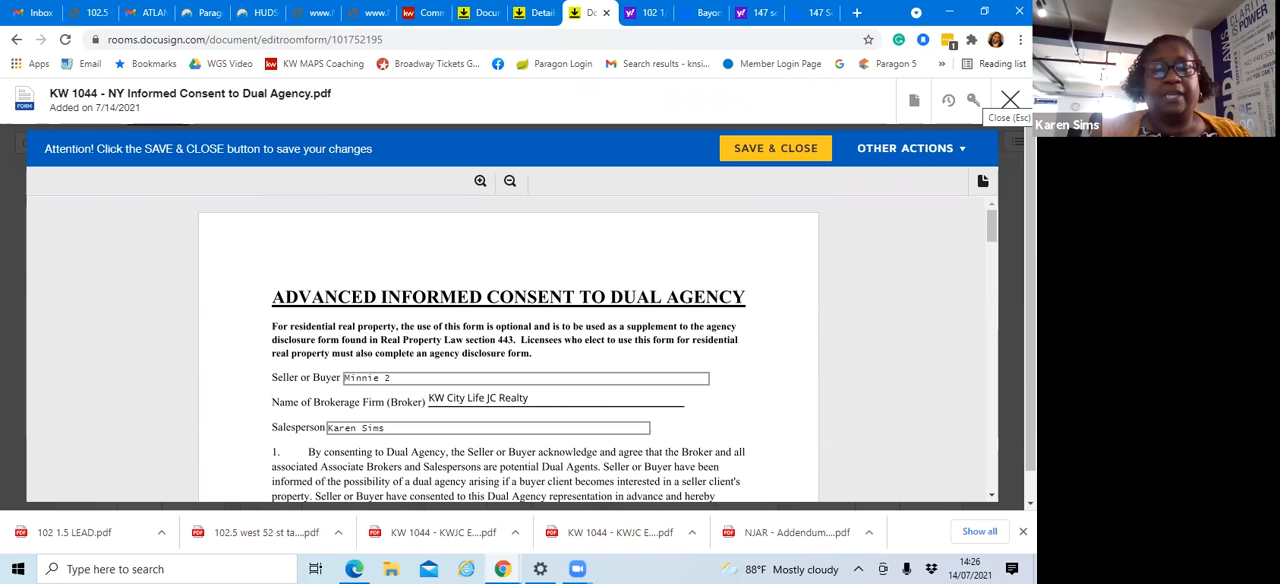 Inbox
102.5
ATLAN
Parag
HUDS
www.
www.
Comm
Docu
Detail
Do
102 1/
Bayon
147 se
147 S
rooms.docusign.com/document/editroomform/101752195
1
Apps
Email
Bookmarks
WGS Video
KW MAPS Coaching
Broadway Tickets G...
Paragon Login
Search results - knsi...
Member Login Page
Paragon 5
»
Reading list
KW 1044 - NY Informed Consent to Dual Agency.pdf
FORM
Added on 7/14/2021
Close (Esc)
Attention! Click the SAVE & CLOSE button to save your changes
SAVE & CLOSE
OTHER ACTIONS
ADVANCED INFORMED CONSENT TO DUAL AGENCY
For residential real property, the use of this form is optional and is to be used as a supplement to the agency
disclosure form found in Real Property Law section 443. Licensees who elect to use this form for residential
real property must also complete an agency disclosure form.
Seller or Buyer Minnie 2
Name of Brokerage Firm (Broker) KW City Life JC Realty
Salesperson Karen Sims
1. By consenting to Dual Agency, the Seller or Buyer acknowledge and agree that the Broker and all
associated Associate Brokers and Salespersons are potential Dual Agents. Seller or Buyer have been
informed of the possibility of a dual agency arising if a buyer client becomes interested in a seller client's
property. Seller or Buyer have consented to this Dual Agency representation in advance and hereby
102 1.5 LEAD.pdf
102.5 west 52 st ta....pdf
KW 1044 - KWJC E....pdf
KW 1044 - KWJC E....pdf
NJAR - Addendum....pdf
Show all
Type here to search
88°F Mostly cloudy
14:26
14/07/2021
Karen Sims
CLARITY
POWER